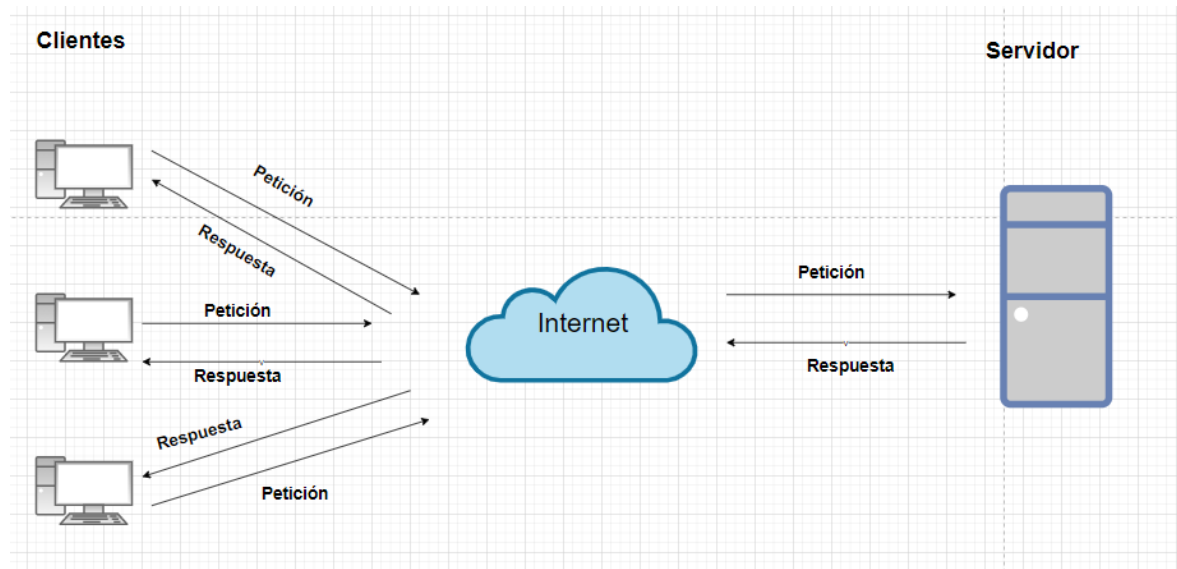 Clientes
Servidor
Petición
Respuesta
Petición
Respuesta
Internet
Petición
Respuesta
Respuesta
Petición